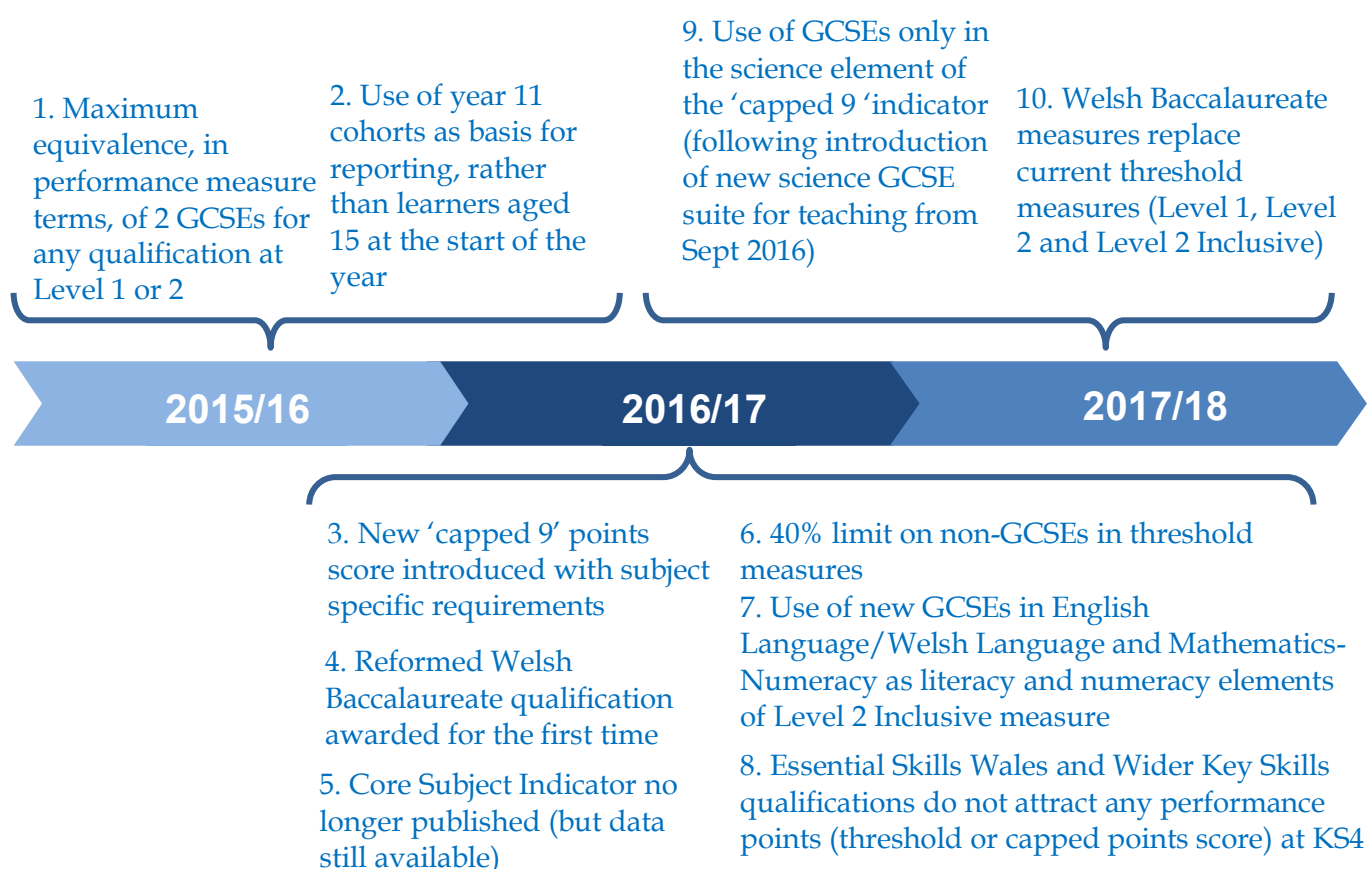 1. Maximum
equivalence, in
performance measure
terms, of 2 GCSEs for
any qualification at
Level 1 or 2
2. Use of year 11
cohorts as basis for
reporting, rather
than learners aged
15 at the start of the
year
9. Use of GCSEs only in
the science element of
the ‘capped 9 ‘indicator
(following introduction
of new science GCSE
suite for teaching from
Sept 2016)
10. Welsh Baccalaureate
measures replace
current threshold
measures (Level 1, Level
2 and Level 2 Inclusive)
2015/16
2016/17
2017/18
3. New ‘capped 9’ points
score introduced with subject
specific requirements
4. Reformed Welsh
Baccalaureate qualification
awarded for the first time
5. Core Subject Indicator no
longer published (but data
still available)
6. 40% limit on non-GCSEs in threshold
measures
7. Use of new GCSEs in English
Language/Welsh Language and Mathematics-
Numeracy as literacy and numeracy elements
of Level 2 Inclusive measure
8. Essential Skills Wales and Wider Key Skills
qualifications do not attract any performance
points (threshold or capped points score) at KS4